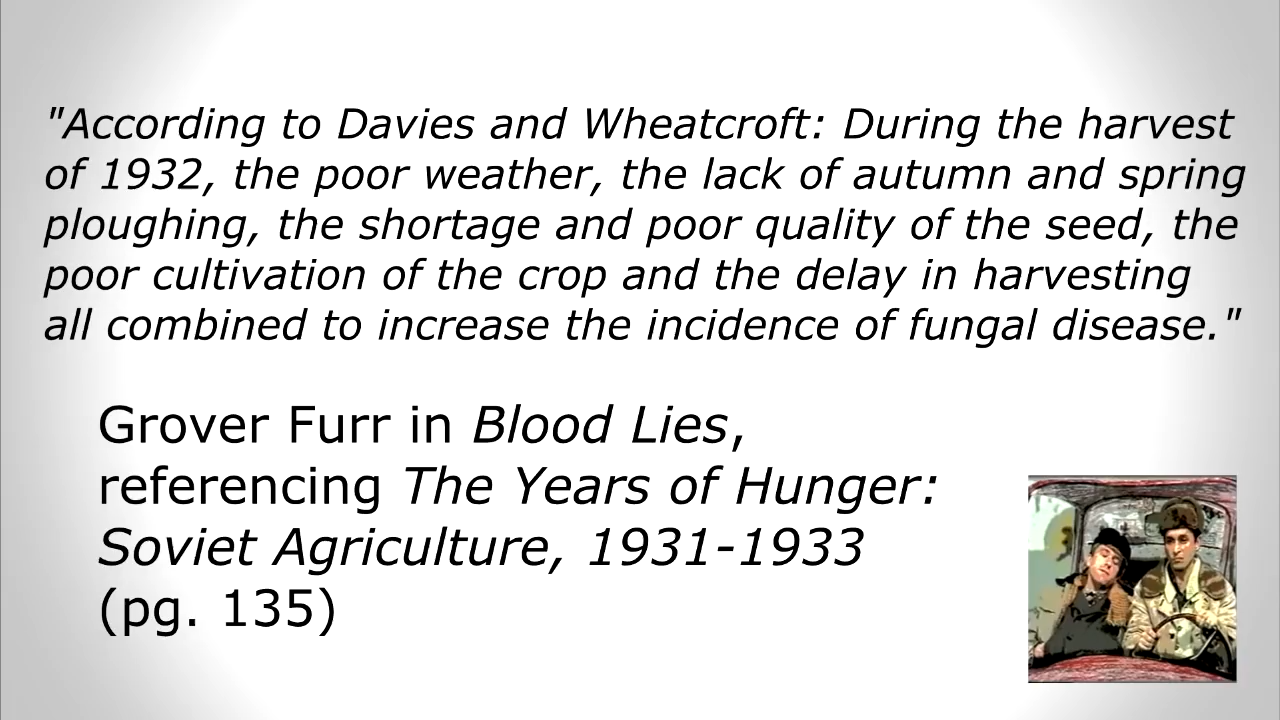 "According to Davies and Wheatcroft: During the harvest
of 1932, the poor weather, the lack of autumn and spring
ploughing, the shortage and poor quality of the seed, the
poor cultivation of the crop and the delay in harvesting
all combined to increase the incidence of fungal disease."
Grover Furr in Blood Lies,
referencing The Years of Hunger:
Soviet Agriculture, 1931-1933
(pg. 135)